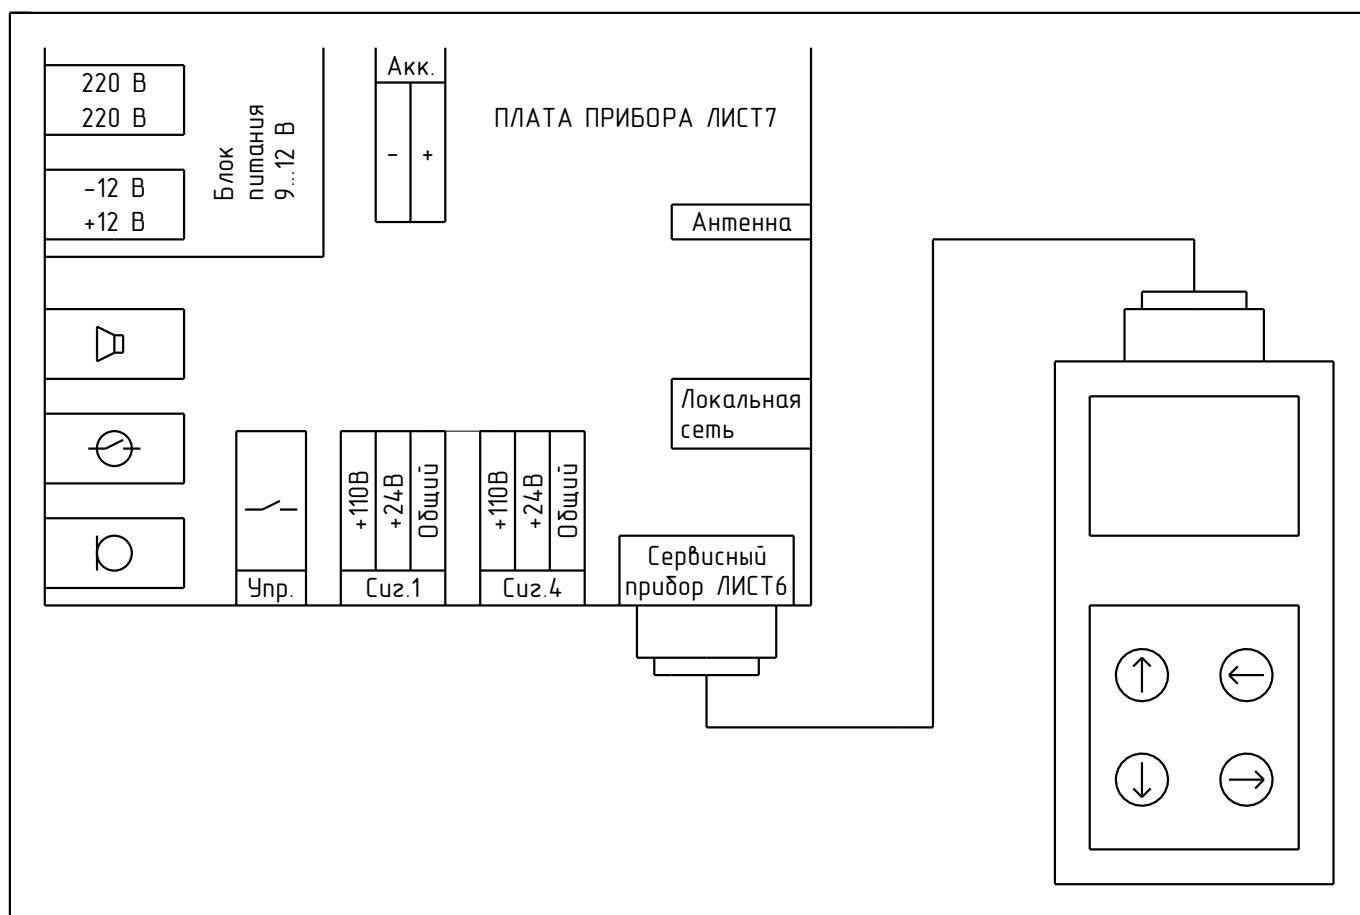 220 В
220 В
-12 В
+12 В
Блок
питания
9...12 В
Акк.
-
+
ПЛАТА ПРИБОРА ЛИСТ7
Антенна
Локальная
сеть
Упр.
+110В
+24В
Общий
Сиг.1
+110В
+24В
Общий
Сиг.4
Сервисный
прибор ЛИСТ6